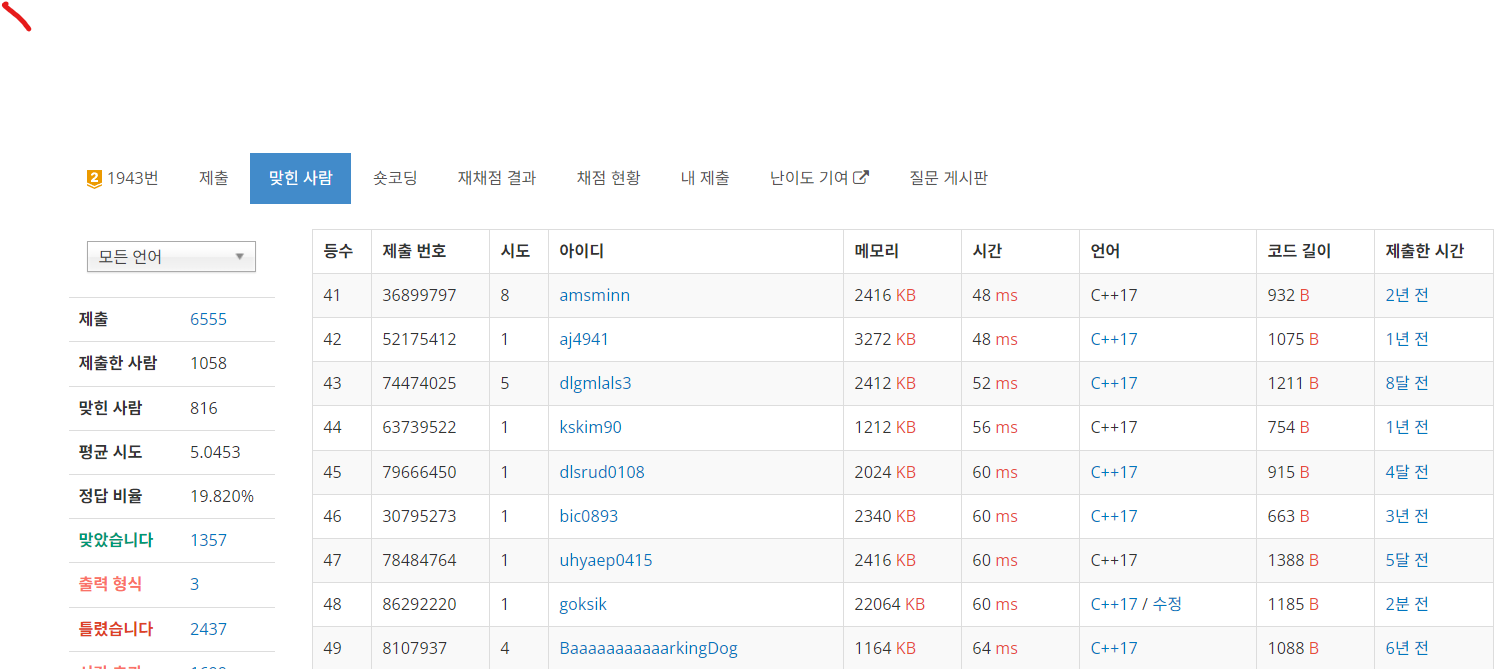 2 1943번 제출 맞힌 사람 숏코딩 재채점 결과 채점 현황 내 제출 난이도 기여 질문 게시판
모든 언어
제출 6555
제출한 사람 1058
맞힌 사람 816
평균 시도 5.0453
정답 비율 19.820%
맞았습니다 1357
출력 형식 3
틀렸습니다 2437
등수 제출 번호 시도 아이디 메모리 시간 언어 코드 길이 제출한 시간
41 36899797 8 amsminn 2416 KB 48 ms C++17 932 B 2년 전
42 52175412 1 aj4941 3272 KB 48 ms C++17 1075 B 1년 전
43 74474025 5 dlgmlals3 2412 KB 52 ms C++17 1211 B 8달 전
44 63739522 1 kskim90 1212 KB 56 ms C++17 754 B 1년 전
45 79666450 1 dlsrud0108 2024 KB 60 ms C++17 915 B 4달 전
46 30795273 1 bic0893 2340 KB 60 ms C++17 663 B 3년 전
47 78484764 1 uhyaep0415 2416 KB 60 ms C++17 1388 B 5달 전
48 86292220 1 goksik 22064 KB 60 ms C++17 / 수정 1185 B 2분 전
49 8107937 4 BaaaaaaaaaaarkingDog 1164 KB 64 ms C++17 1088 B 6년 전